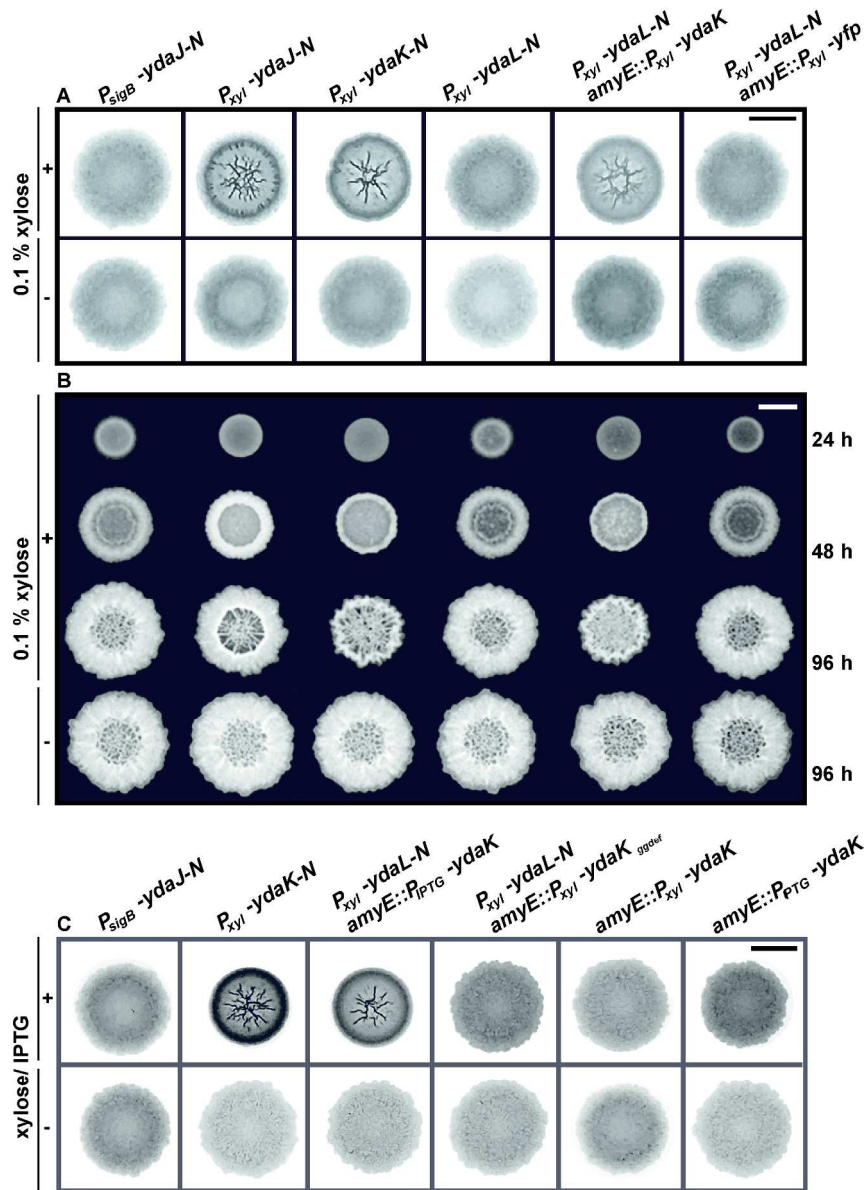 P_sigB -ydaJ-N
P_xyl -ydaJ-N
P_xyl -ydaK-N
P_xyl -ydaL-N
P_xyl -ydaL-N
amyE::P_xyl -ydaK
P_xyl -ydaL-N
amyE::P_xyl -yfp
A
0.1 % xylose
+
-
B
0.1 % xylose
+
-
24 h
48 h
96 h
96 h
P_sigB -ydaJ-N
P_xyl -ydaK-N
P_xyl -ydaL-N
amyE::P_IPTG -ydaK
P_xyl -ydaL-N
amyE::P_xyl -ydaK ggdef
amyE::P_xyl -ydaK
amyE::P_PTG -ydaK
C
xylose/ IPTG
+
-